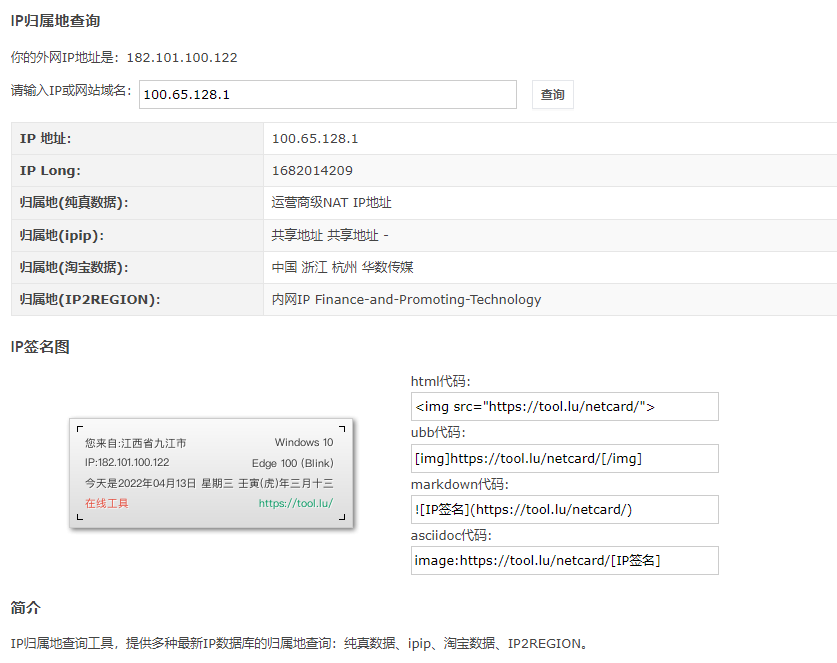 IP归属地查询
你的外网IP地址是：182.101.100.122
请输入IP或网站域名： 100.65.128.1 查询
IP 地址: 100.65.128.1
IP Long: 1682014209
归属地(纯真数据): 运营商级NAT IP地址
归属地(ipip): 共享地址 共享地址 -
归属地(淘宝数据): 中国 浙江 杭州 华数传媒
归属地(IP2REGION): 内网IP Finance-and-Promoting-Technology
IP签名图
您来自:江西省九江市 Windows 10
IP:182.101.100.122 Edge 100 (Blink)
今天是2022年04月13日 星期三 壬寅(虎)年三月十三
在线工具 https://tool.lu/
html代码:
<img src="https://tool.lu/netcard/">
ubb代码:
[img]https://tool.lu/netcard/[/img]
markdown代码:
![IP签名](https://tool.lu/netcard/)
asciidoc代码:
image:https://tool.lu/netcard/[IP签名]
简介
IP归属地查询工具，提供多种最新IP数据库的归属地查询：纯真数据、ipip、淘宝数据、IP2REGION。